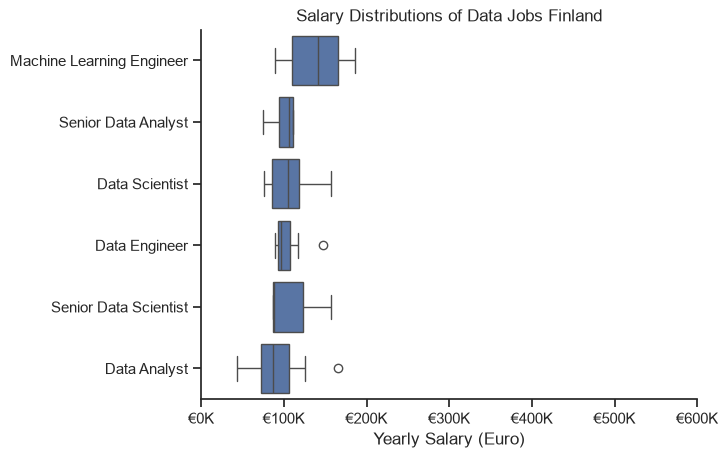 Salary Distributions of Data Jobs Finland
Machine Learning Engineer
Senior Data Analyst
Data Scientist
Data Engineer
Senior Data Scientist
Data Analyst
€0K €100K €200K €300K €400K €500K €600K
Yearly Salary (Euro)